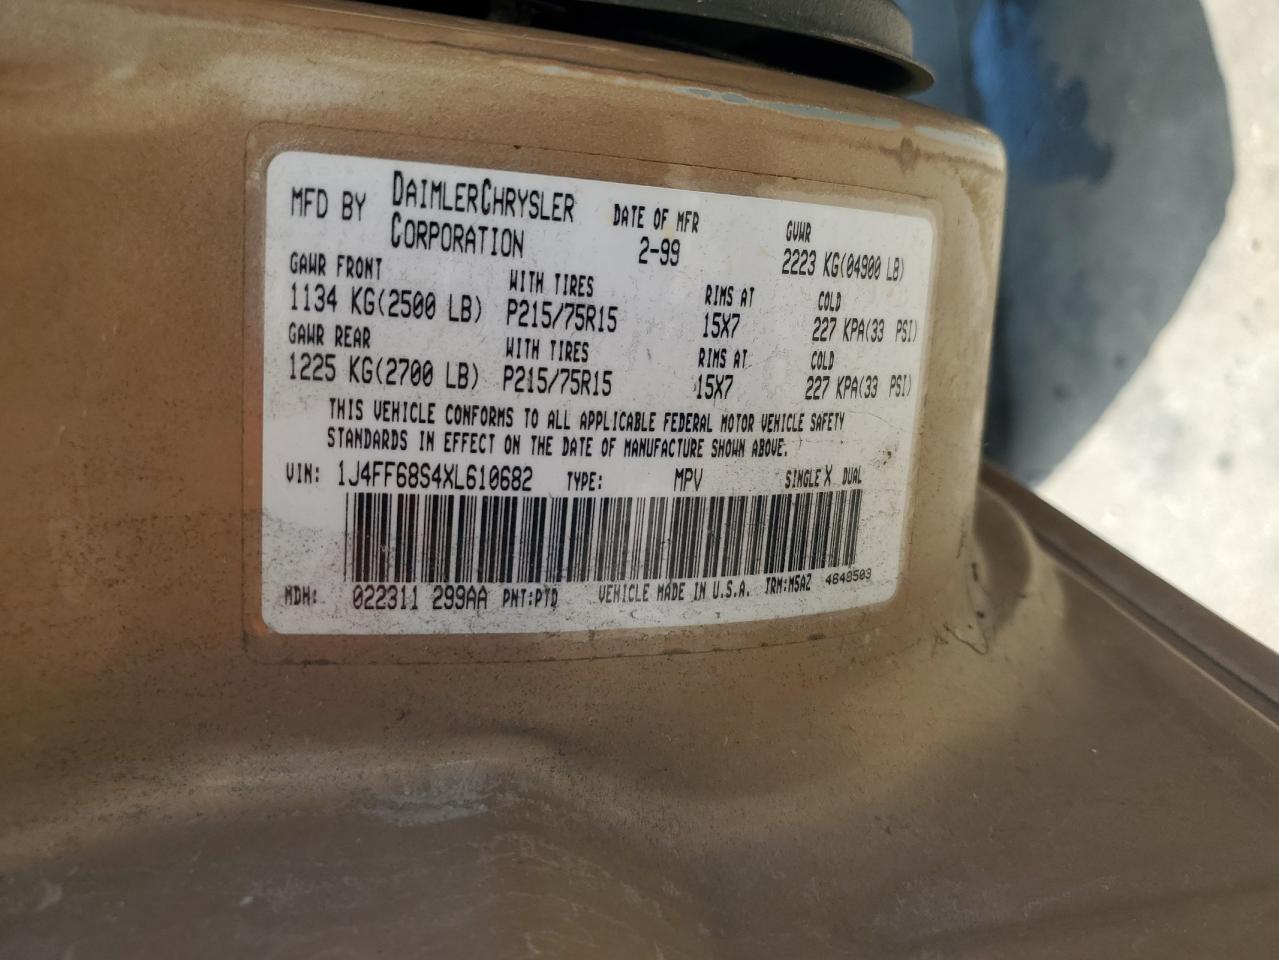 MFD BY DAIMLERCHRYSLER CORPORATION DATE OF MFR 2-99 GVWR 2223 KG(04900 LB)
GAWR FRONT WITH TIRES RIMS AT COLD
1134 KG(2500 LB) P215/75R15 15X7 227 KPA(33 PSI)
GAWR REAR WITH TIRES RIMS AT COLD
1225 KG(2700 LB) P215/75R15 15X7 227 KPA(33 PSI)
THIS VEHICLE CONFORMS TO ALL APPLICABLE FEDERAL MOTOR VEHICLE SAFETY
STANDARDS IN EFFECT ON THE DATE OF MANUFACTURE SHOWN ABOVE.
VIN: 1J4FF68S4XL610682 TYPE: MPV SINGLE X DUAL
MDH: 022311 299AA PNT:PTD VEHICLE MADE IN U.S.A. TRM:M5AZ 4648503